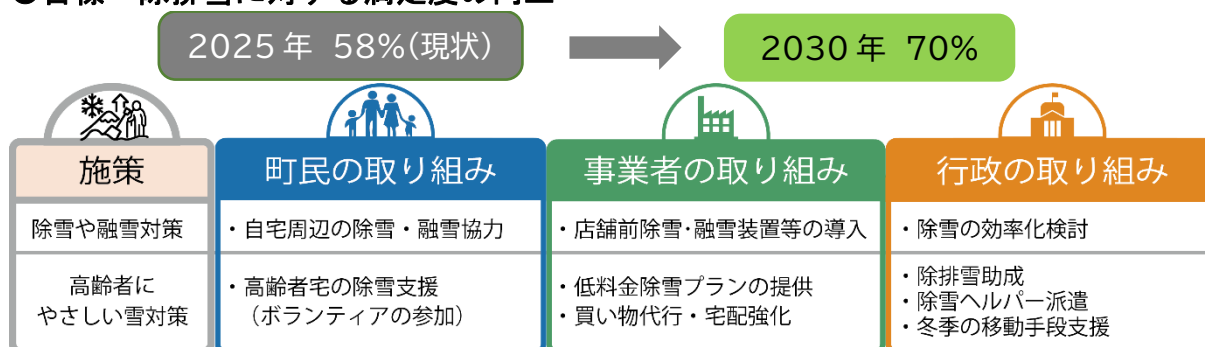 2025年 58%(現状)
2030年 70%
施策
町民の取り組み
事業者の取り組み
行政の取り組み
除雪や融雪対策
・自宅周辺の除雪・融雪協力
・店舗前除雪・融雪装置等の導入
・除雪の効率化検討
高齢者に
やさしい雪対策
・高齢者宅の除雪支援
(ボランティアの参加)
・低料金除雪プランの提供
・買い物代行・宅配強化
・除排雪助成
・除雪ヘルパー派遣
・冬季の移動手段支援